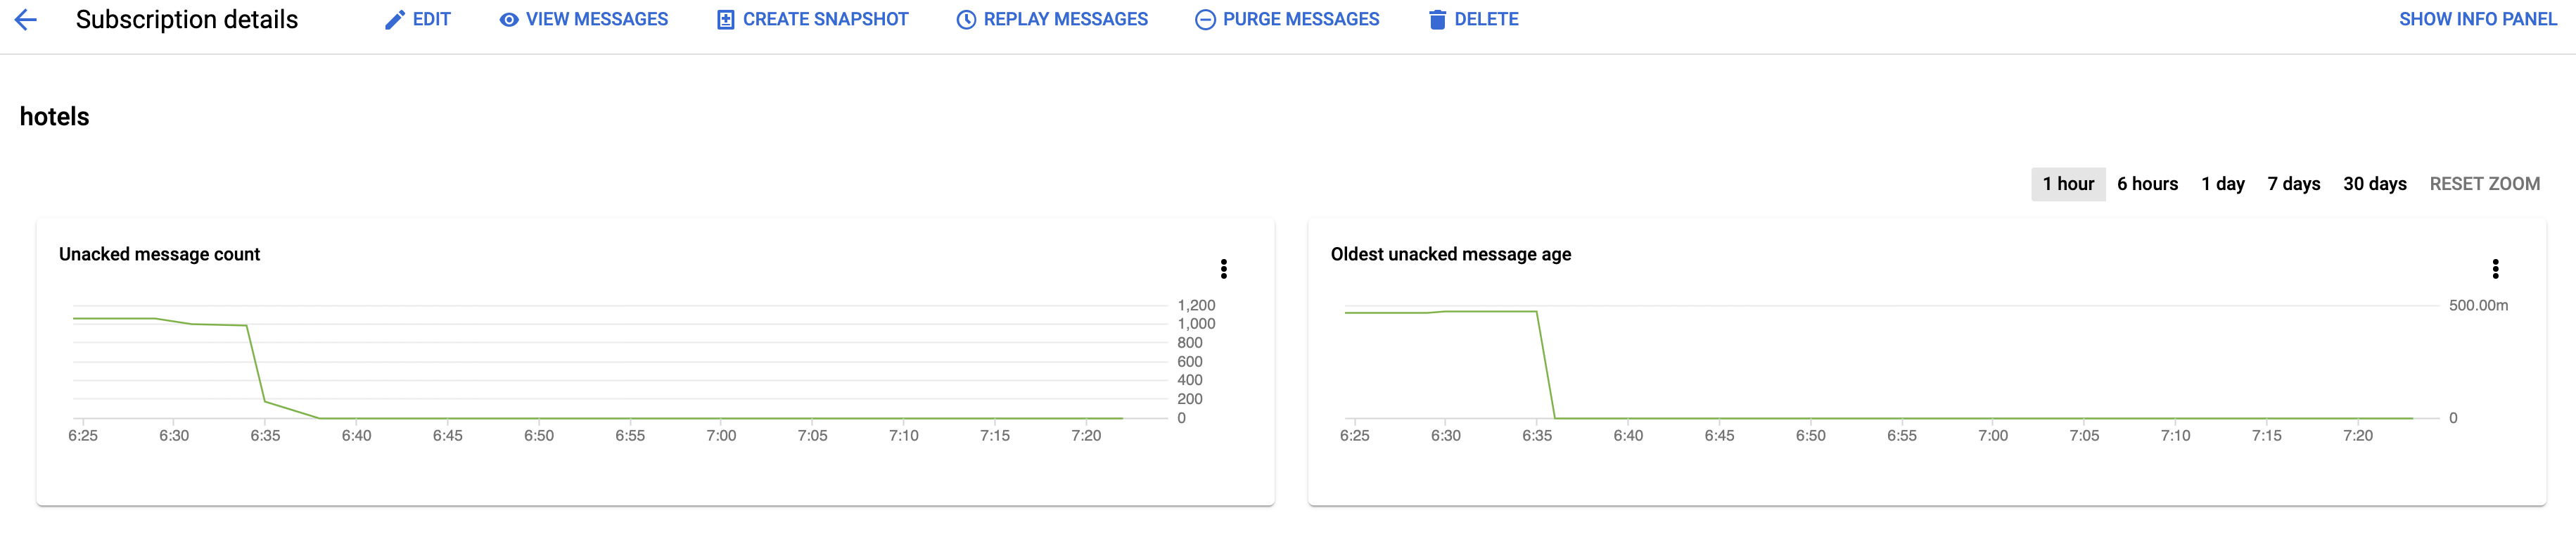 Subscription details EDIT VIEW MESSAGES CREATE SNAPSHOT REPLAY MESSAGES PURGE MESSAGES DELETE SHOW INFO PANEL
hotels
1 hour 6 hours 1 day 7 days 30 days RESET ZOOM
Unacked message count
1,200
1,000
800
600
400
200
0
6:25 6:30 6:35 6:40 6:45 6:50 6:55 7:00 7:05 7:10 7:15 7:20
Oldest unacked message age
500.00m
0
6:25 6:30 6:35 6:40 6:45 6:50 6:55 7:00 7:05 7:10 7:15 7:20